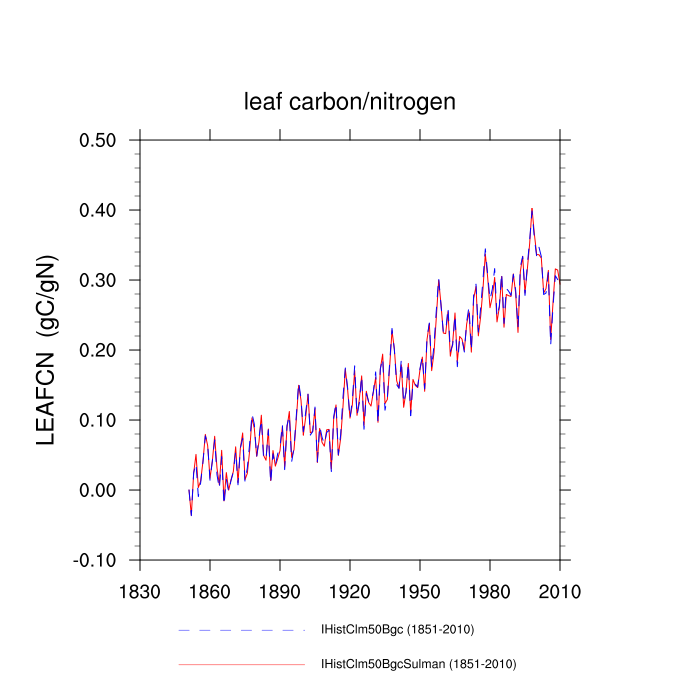 leaf carbon/nitrogen
LEAFCN (gC/gN)
0.50
0.40
0.30
0.20
0.10
0.00
-0.10
1830 1860 1890 1920 1950 1980 2010
IHistClm50Bgc (1851-2010)
IHistClm50BgcSulman (1851-2010)